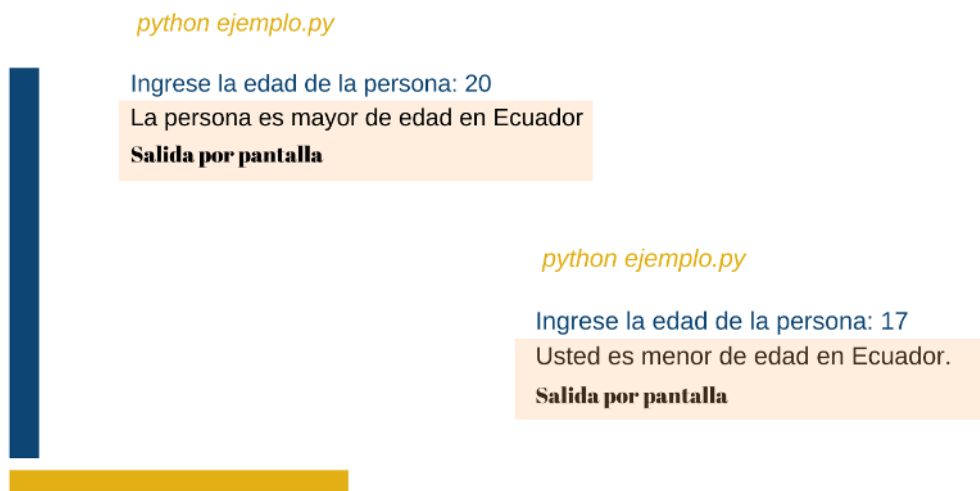 python ejemplo.py
Ingrese la edad de la persona: 20
La persona es mayor de edad en Ecuador
Salida por pantalla
python ejemplo.py
Ingrese la edad de la persona: 17
Usted es menor de edad en Ecuador.
Salida por pantalla